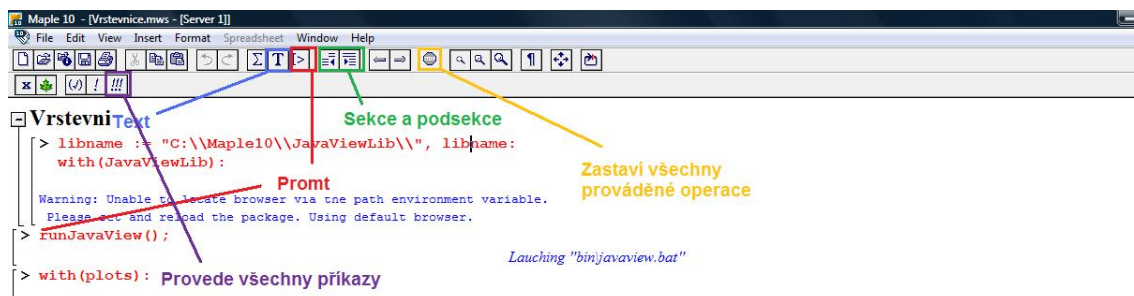 Maple 10 - [Vrstevnice.mws - [Server 1]]
File Edit View Insert Format Spreadsheet Window Help
Σ T [>
x (√) ! !!!
Vrstevni
Text
Sekce a podsekce
> libname := "C:\\Maple10\\JavaViewLib\\", libname:
with(JavaViewLib):
Zastaví všechny
prováděné operace
Promt
Warning: Unable to locate browser via the path environment variable.
Please set and reload the package. Using default browser.
> runJavaView();
Lauching "bin\javaview.bat"
> with(plots):
Provede všechny příkazy